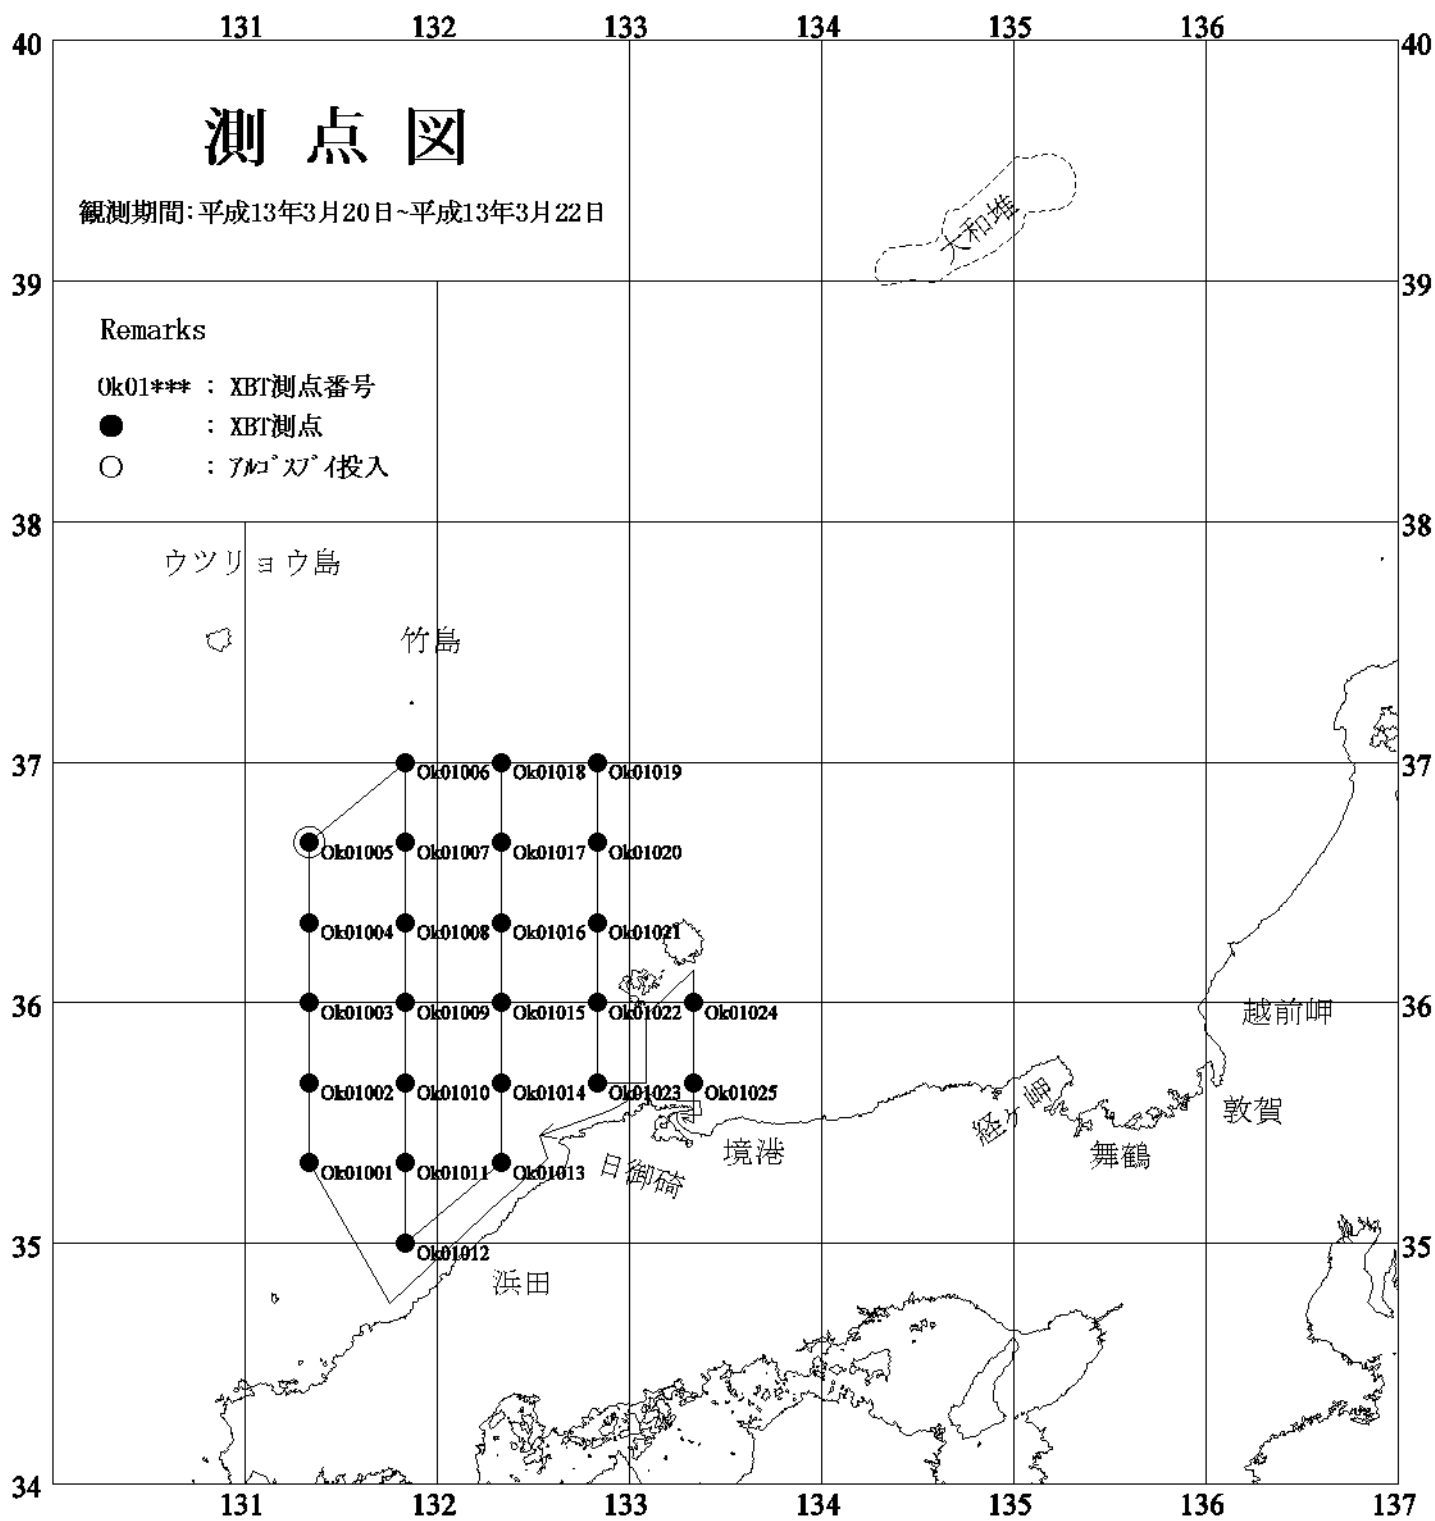 131 132 133 134 135 136
40 40
測点図
観測期間:平成13年3月20日~平成13年3月22日
大和堆
39 39
Remarks
Ok01*** : XBT測点番号
● : XBT測点
○ : アルゴスブイ投入
38 38
ウツリョウ島
竹島
37 37
Ok01006 Ok01018 Ok01019
Ok01005 Ok01007 Ok01017 Ok01020
Ok01004 Ok01008 Ok01016 Ok01021
36 36
Ok01003 Ok01009 Ok01015 Ok01022 Ok01024
越前岬
Ok01002 Ok01010 Ok01014 Ok01023 Ok01025
経ヶ岬
敦賀
境港
舞鶴
Ok01001 Ok01011 Ok01013
日御碕
35 35
Ok01012
浜田
34
131 132 133 134 135 136 137